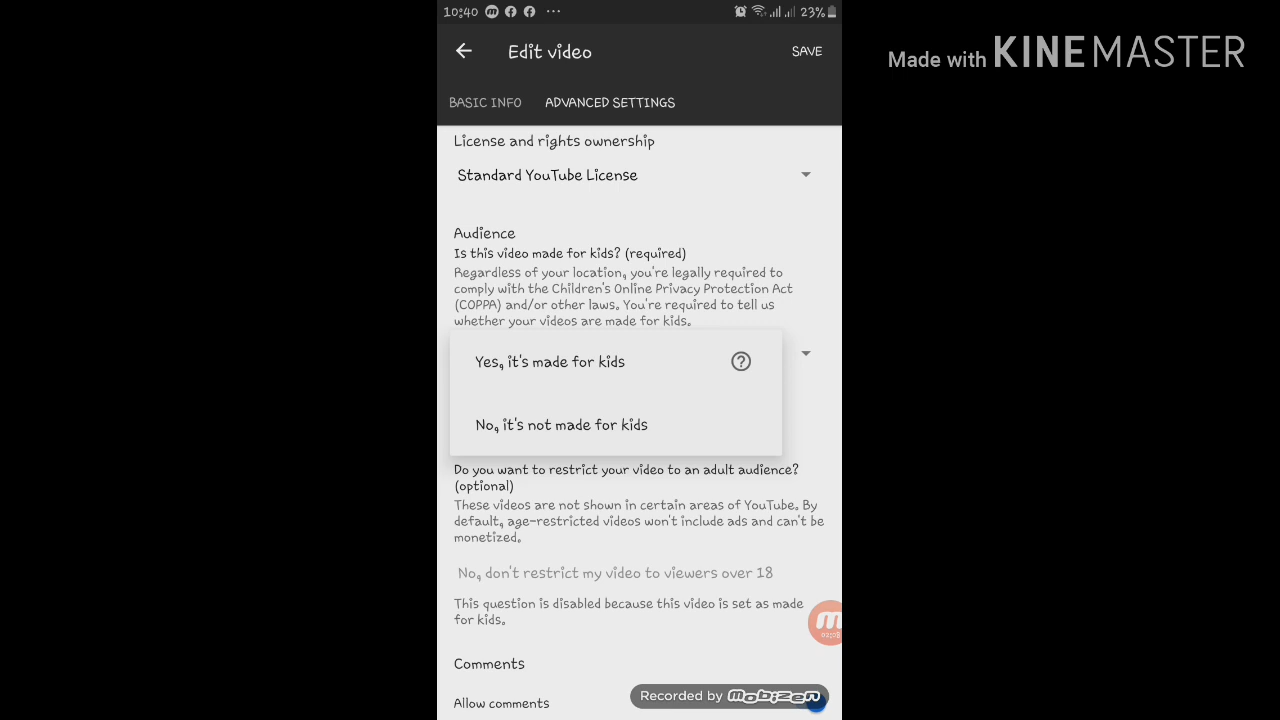 10:40
23%
Made with KINEMASTER
Edit video
SAVE
BASIC INFO
ADVANCED SETTINGS
License and rights ownership
Standard YouTube License
Audience
Is this video made for kids? (required)
Regardless of your location, you're legally required to
comply with the Children's Online Privacy Protection Act
(COPPA) and/or other laws. You're required to tell us
whether your videos are made for kids.
Yes, it's made for kids
No, it's not made for kids
Do you want to restrict your video to an adult audience?
(optional)
These videos are not shown in certain areas of YouTube. By
default, age-restricted videos won't include ads and can't be
monetized.
No, don't restrict my video to viewers over 18
This question is disabled because this video is set as made
for kids.
Comments
Recorded by Mobizen
Allow comments